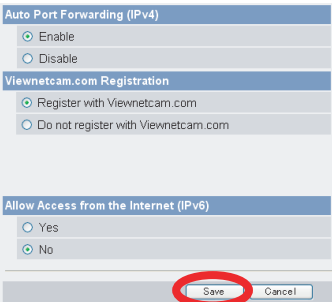 Auto Port Forwarding (IPv4)
Enable
Disable
Viewnetcam.com Registration
Register with Viewnetcam.com
Do not register with Viewnetcam.com
Allow Access from the Internet (IPv6)
Yes
No
Save Cancel